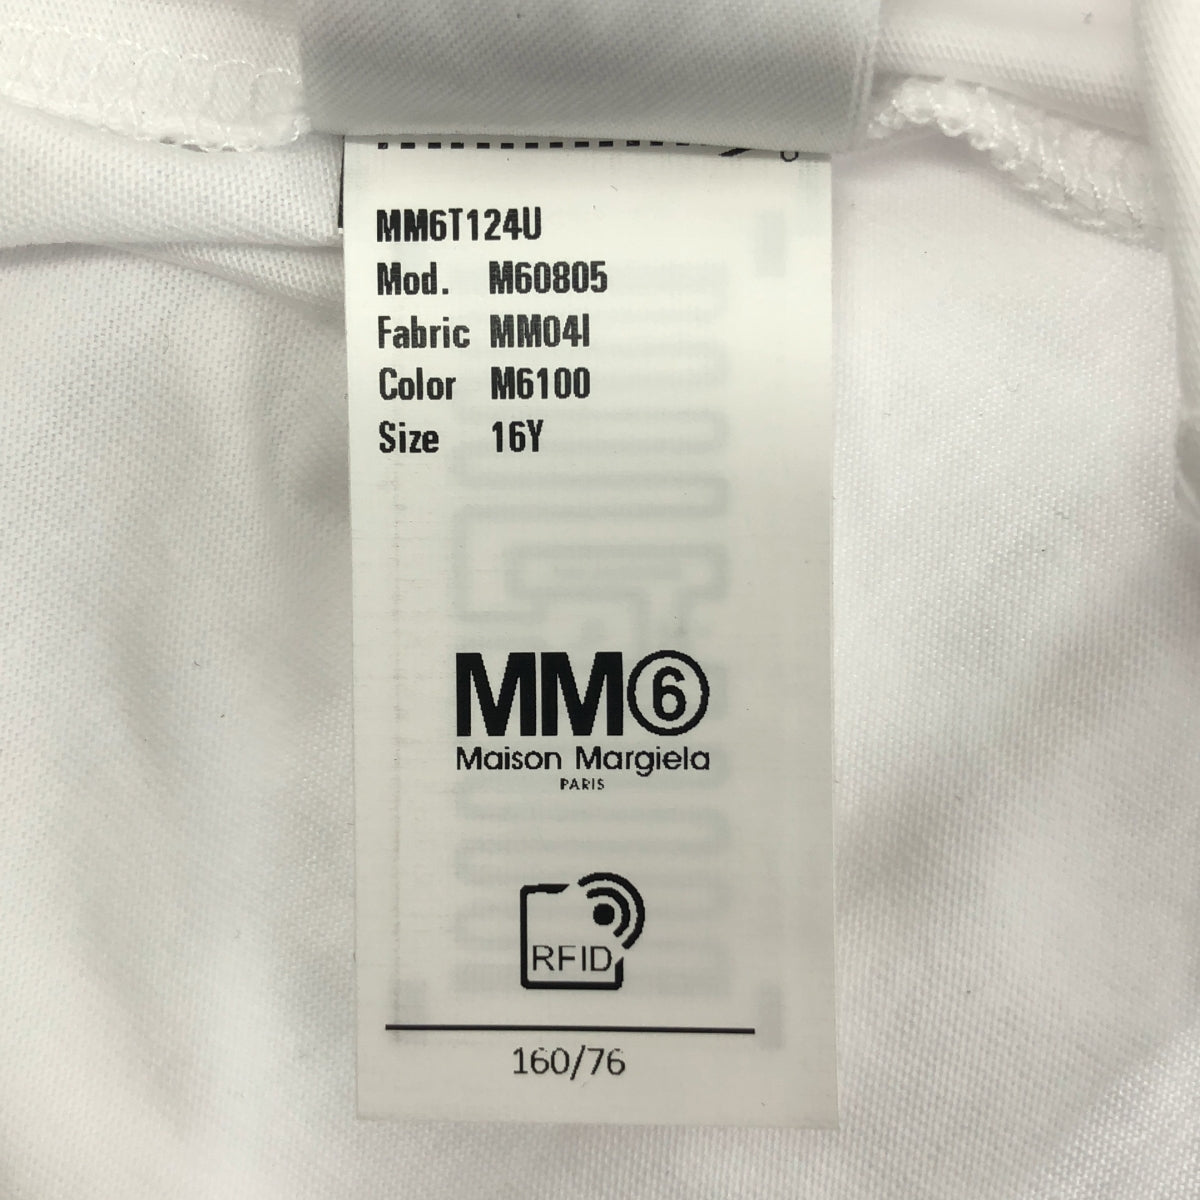 MM6T124U
Mod. M60805
Fabric MM04I
Color M6100
Size 16Y
MM⑥
Maison Margiela
PARIS
RFID
160/76